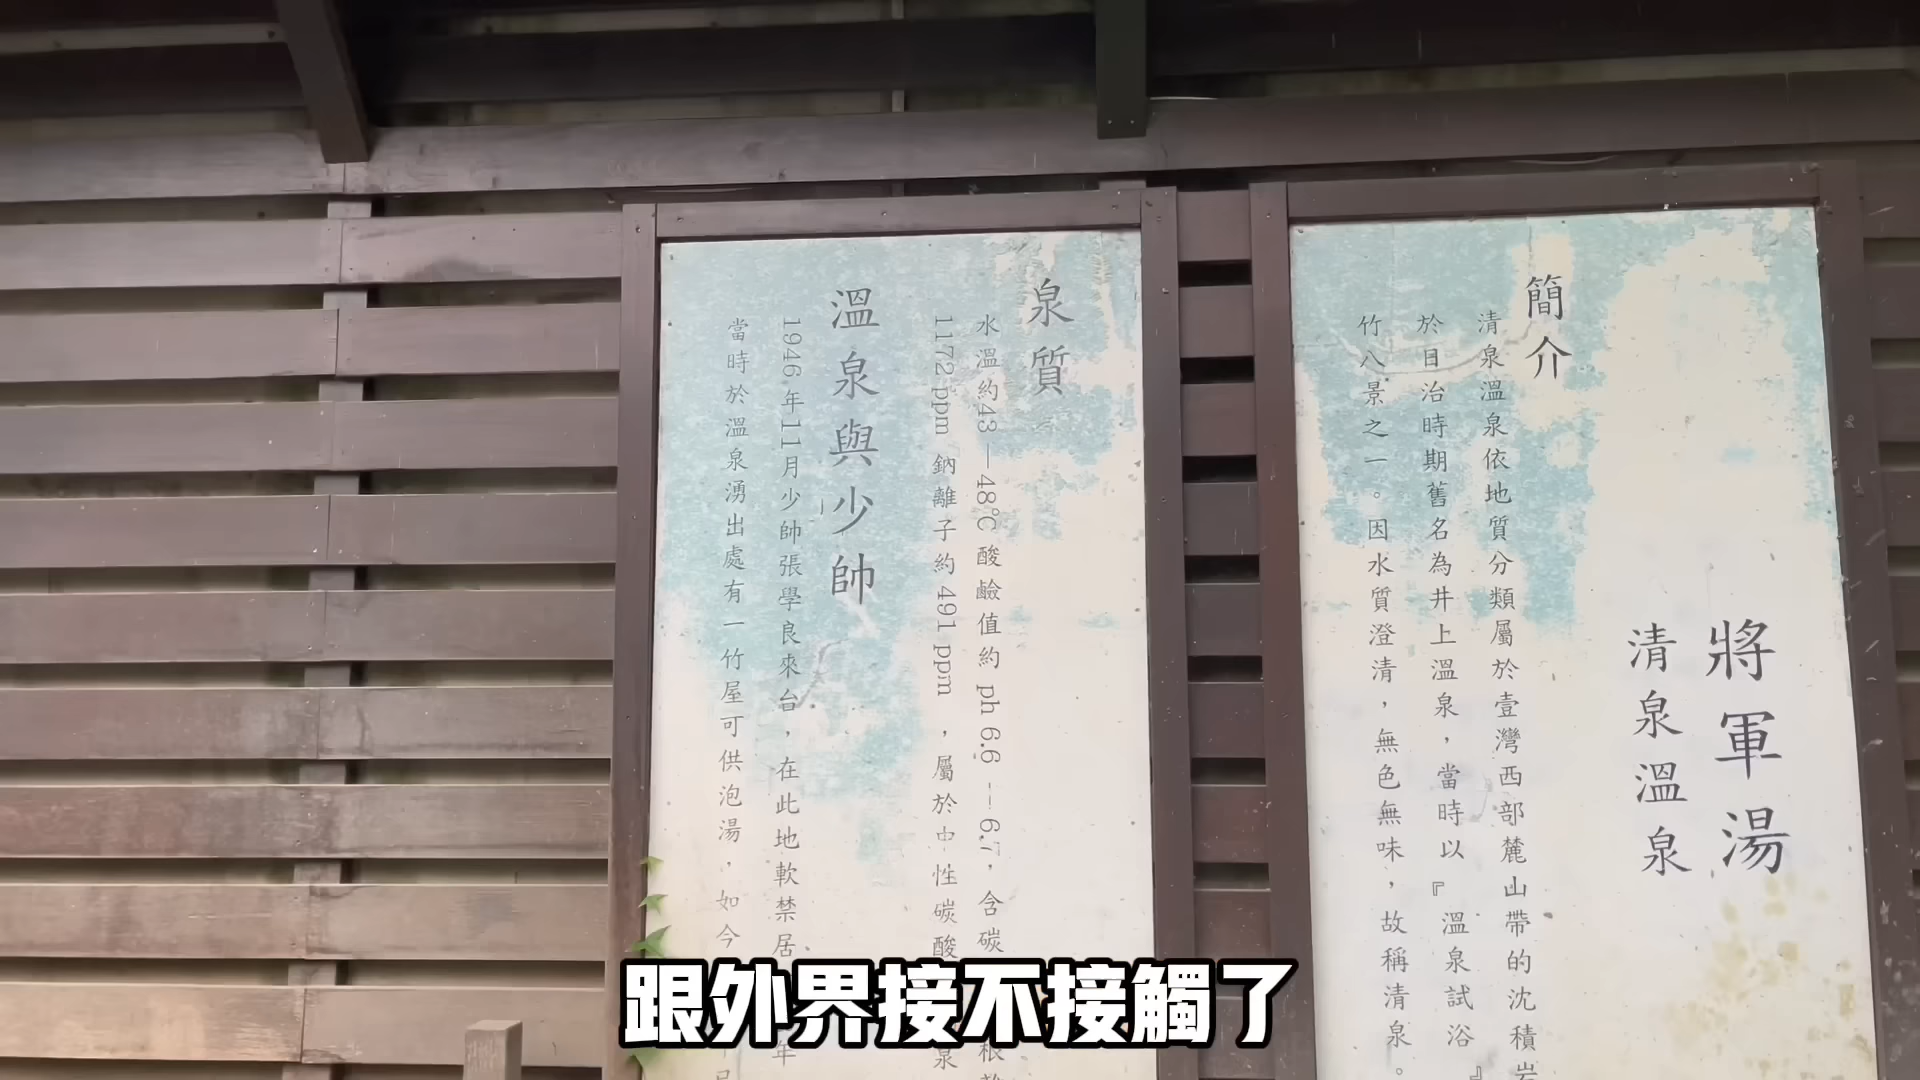 將軍湯
清泉溫泉
簡介
清泉溫泉依地質分類屬於壹灣西部麓山帶的沈積岩
於日治時期舊名為井上溫泉，當時以『溫泉試浴』
竹八景之一。因水質澄清，無色無味，故稱清泉。
泉質
水溫約43—48℃酸鹼值約 ph 6.6 -- 6.7，含碳
1172ppm 鈉離子約 491 ppm ，屬於中性碳酸
溫泉與少帥
1946年11月少帥張學良來台，在此地軟禁居
當時於溫泉湧出處有一竹屋可供泡湯，如今
跟外界接不接觸了